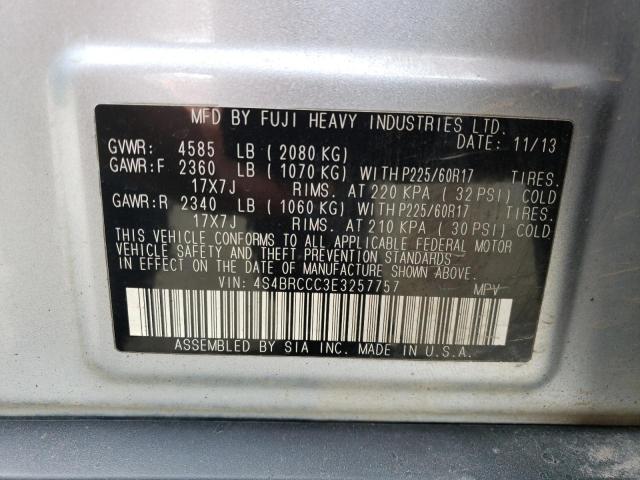 MFD BY FUJI HEAVY INDUSTRIES LTD.
DATE: 11/13
GVWR: 4585 LB ( 2080 KG)
GAWR:F 2360 LB ( 1070 KG) WITHP225/60R17 TIRES.
17X7J RIMS. AT 220 KPA ( 32 PSI) COLD
GAWR:R 2340 LB ( 1060 KG) WITHP225/60R17 TIRES.
17X7J RIMS. AT 210 KPA ( 30 PSI) COLD
THIS VEHICLE CONFORMS TO ALL APPLICABLE FEDERAL MOTOR
VEHICLE SAFETY AND THEFT PREVENTION STANDARDS
IN EFFECT ON THE DATE OF MANUFACTURE SHOWN ABOVE.
VIN: 4S4BRCCC3E3257757 MPV
ASSEMBLED BY SIA INC. MADE IN U.S.A.